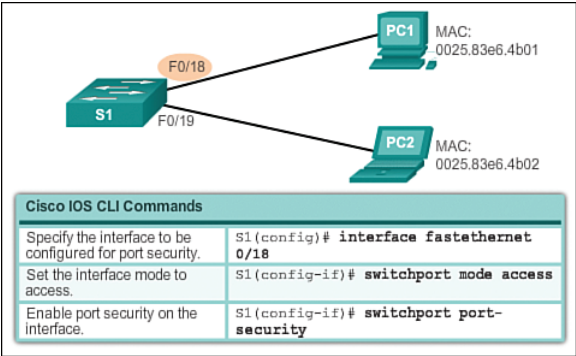 PC1
MAC:
0025.83e6.4b01
F0/18
S1
F0/19
PC2
MAC:
0025.83e6.4b02
Cisco IOS CLI Commands
Specify the interface to be
configured for port security.
S1(config)# interface fastethernet
0/18
Set the interface mode to
access.
S1(config-if)# switchport mode access
Enable port security on the
interface.
S1(config-if)# switchport port-
security